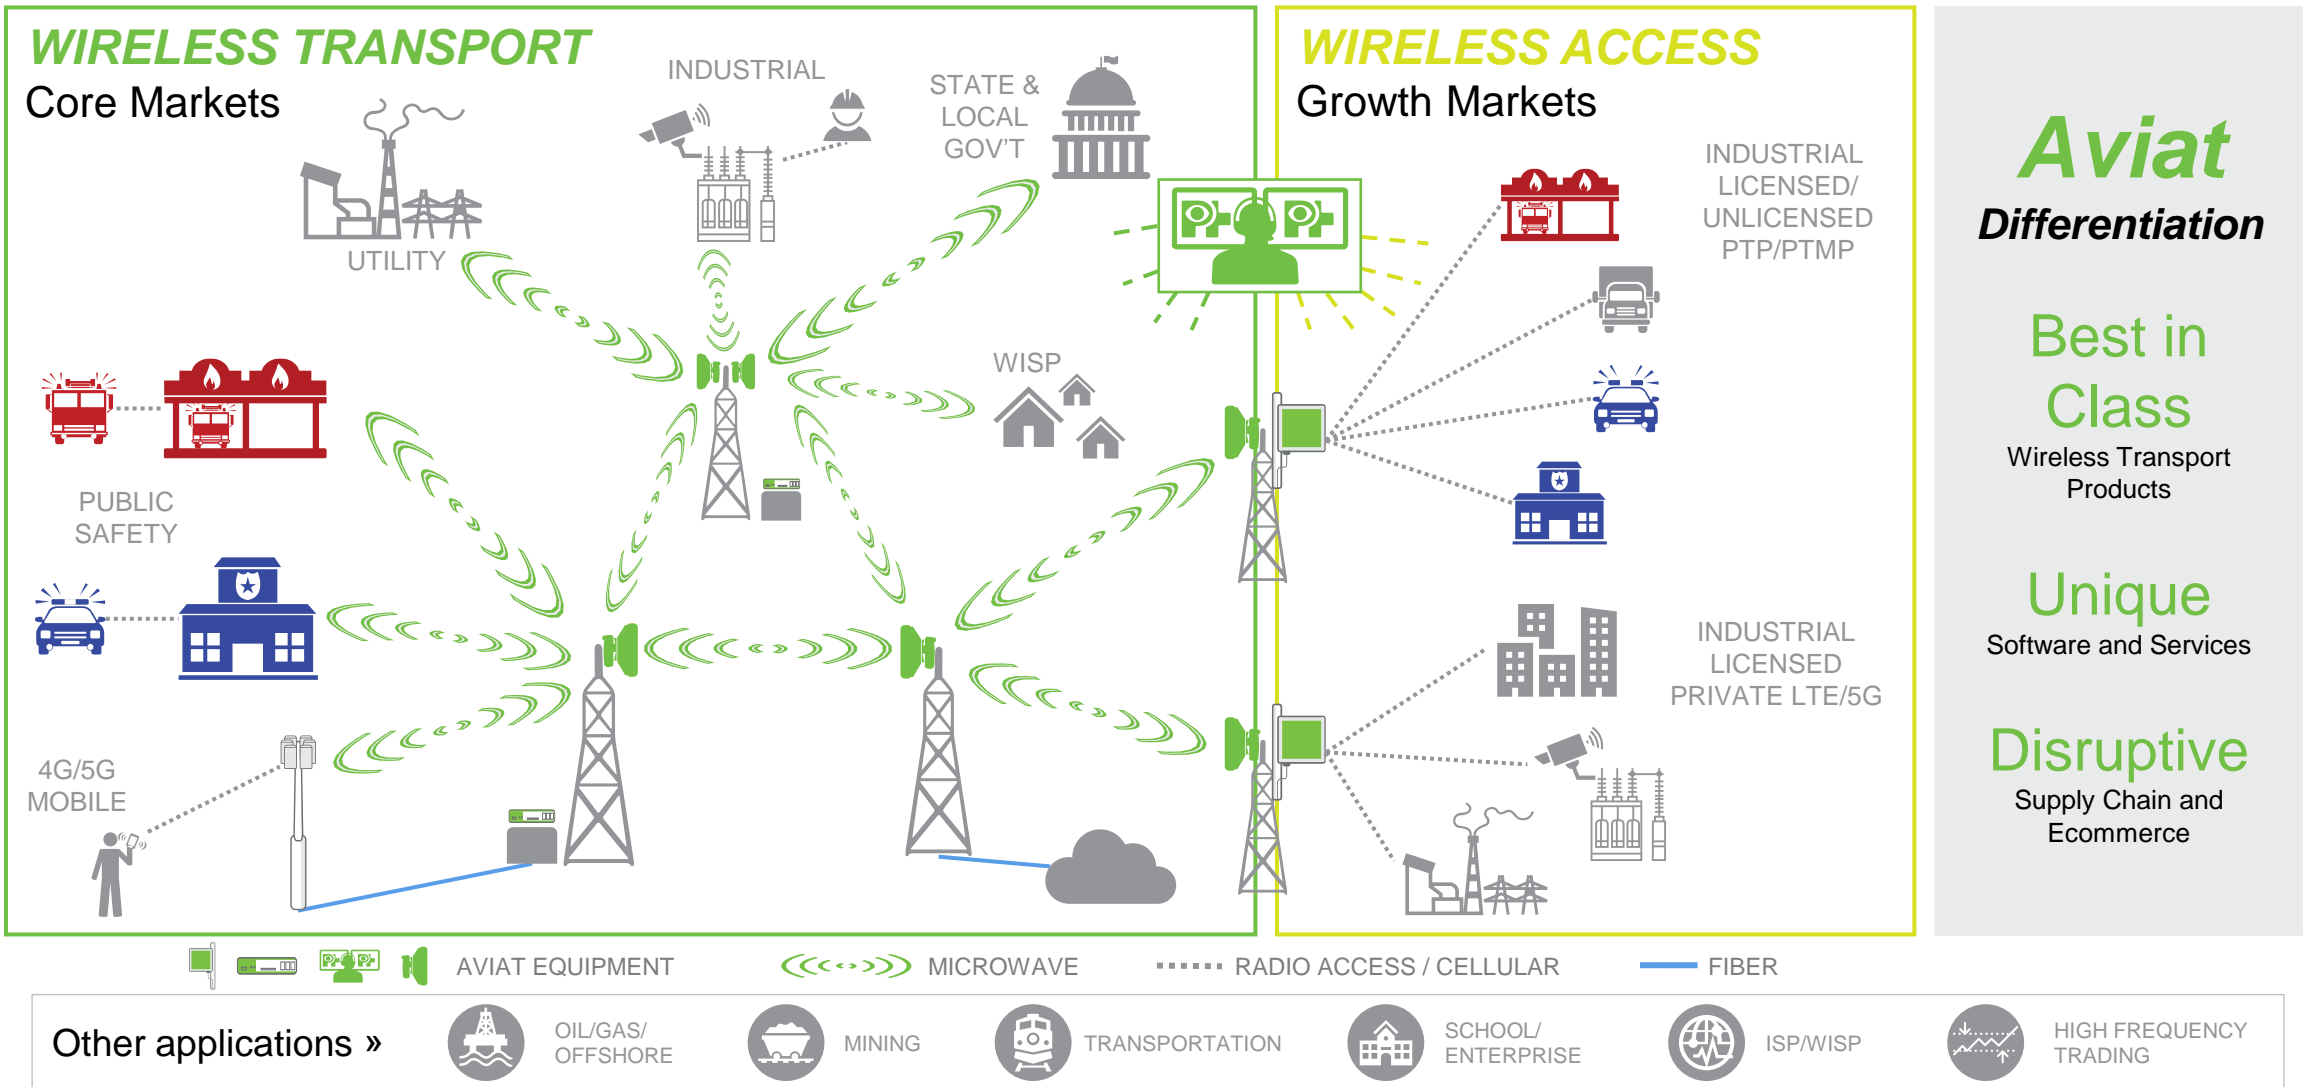 WIRELESS TRANSPORT
Core Markets
INDUSTRIAL
STATE &
LOCAL
GOV'T
UTILITY
WISP
PUBLIC
SAFETY
4G/5G
MOBILE
WIRELESS ACCESS
Growth Markets
INDUSTRIAL
LICENSED/
UNLICENSED
PTP/PTMP
INDUSTRIAL
LICENSED
PRIVATE LTE/5G
Aviat
Differentiation
Best in
Class
Wireless Transport
Products
Unique
Software and Services
Disruptive
Supply Chain and
Ecommerce
AVIAT EQUIPMENT
MICROWAVE
RADIO ACCESS / CELLULAR
FIBER
Other applications »
OIL/GAS/
OFFSHORE
MINING
TRANSPORTATION
SCHOOL/
ENTERPRISE
ISP/WISP
HIGH FREQUENCY
TRADING